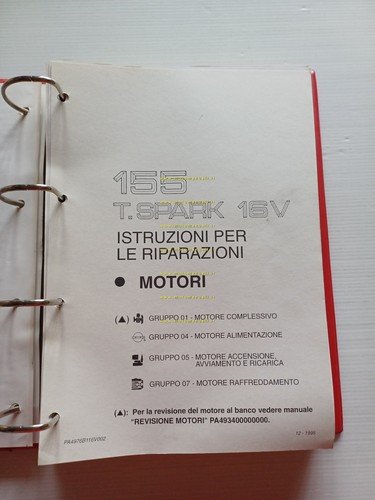 155
T.SPARK 16V
ISTRUZIONI PER
LE RIPARAZIONI
● MOTORI
(▲) GRUPPO 01 - MOTORE COMPLESSIVO
GRUPPO 04 - MOTORE ALIMENTAZIONE
GRUPPO 05 - MOTORE ACCENSIONE,
AVVIAMENTO E RICARICA
GRUPPO 07 - MOTORE RAFFREDDAMENTO
(▲): Per la revisione del motore al banco vedere manuale
"REVISIONE MOTORI" PA493400000000.
PA4976B116V002
12 - 1995